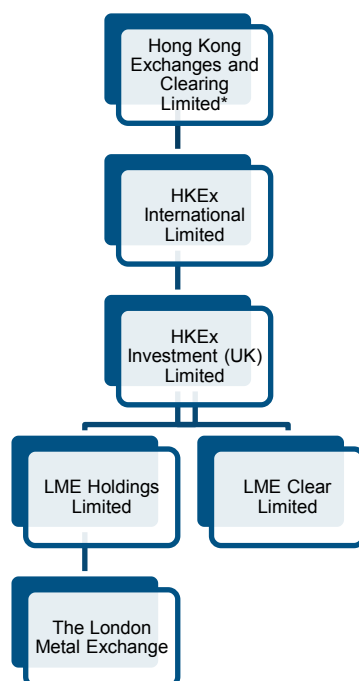 Hong Kong
Exchanges and
Clearing
Limited*
HKEx
International
Limited
HKEx
Investment (UK)
Limited
LME Holdings
Limited
LME Clear
Limited
The London
Metal Exchange